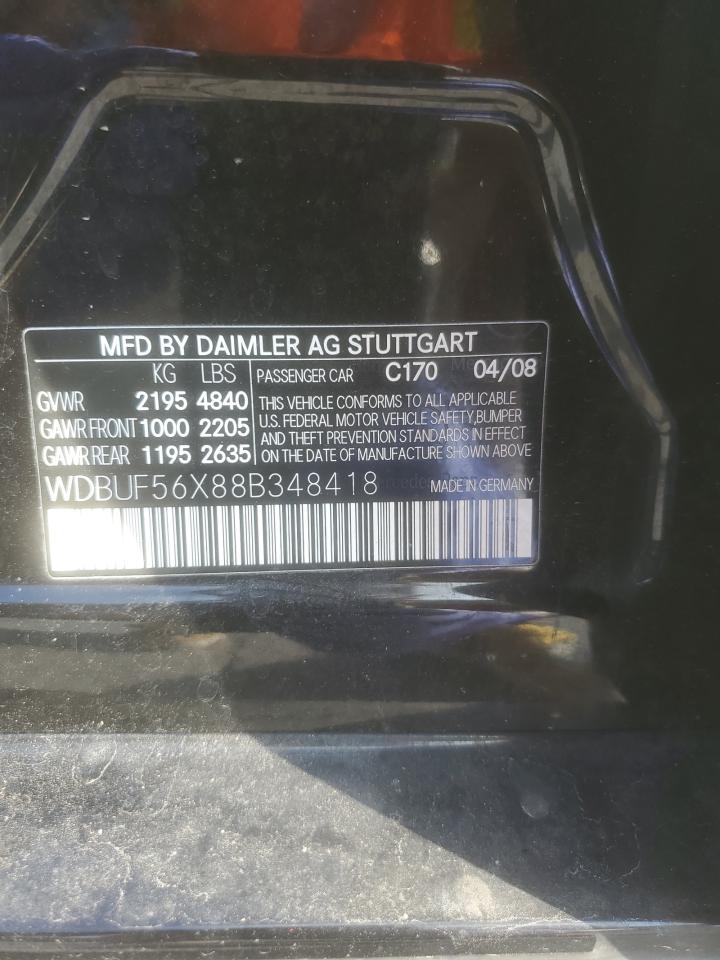 MFD BY DAIMLER AG STUTTGART
KG LBS
GVWR 2195 4840
GAWR FRONT 1000 2205
GAWR REAR 1195 2635
PASSENGER CAR C170 04/08
THIS VEHICLE CONFORMS TO ALL APPLICABLE
U.S. FEDERAL MOTOR VEHICLE SAFETY,BUMPER
AND THEFT PREVENTION STANDARDS IN EFFECT
ON THE DATE OF MANUFACTURE SHOWN ABOVE
WDBUF56X88B348418 MADE IN GERMANY